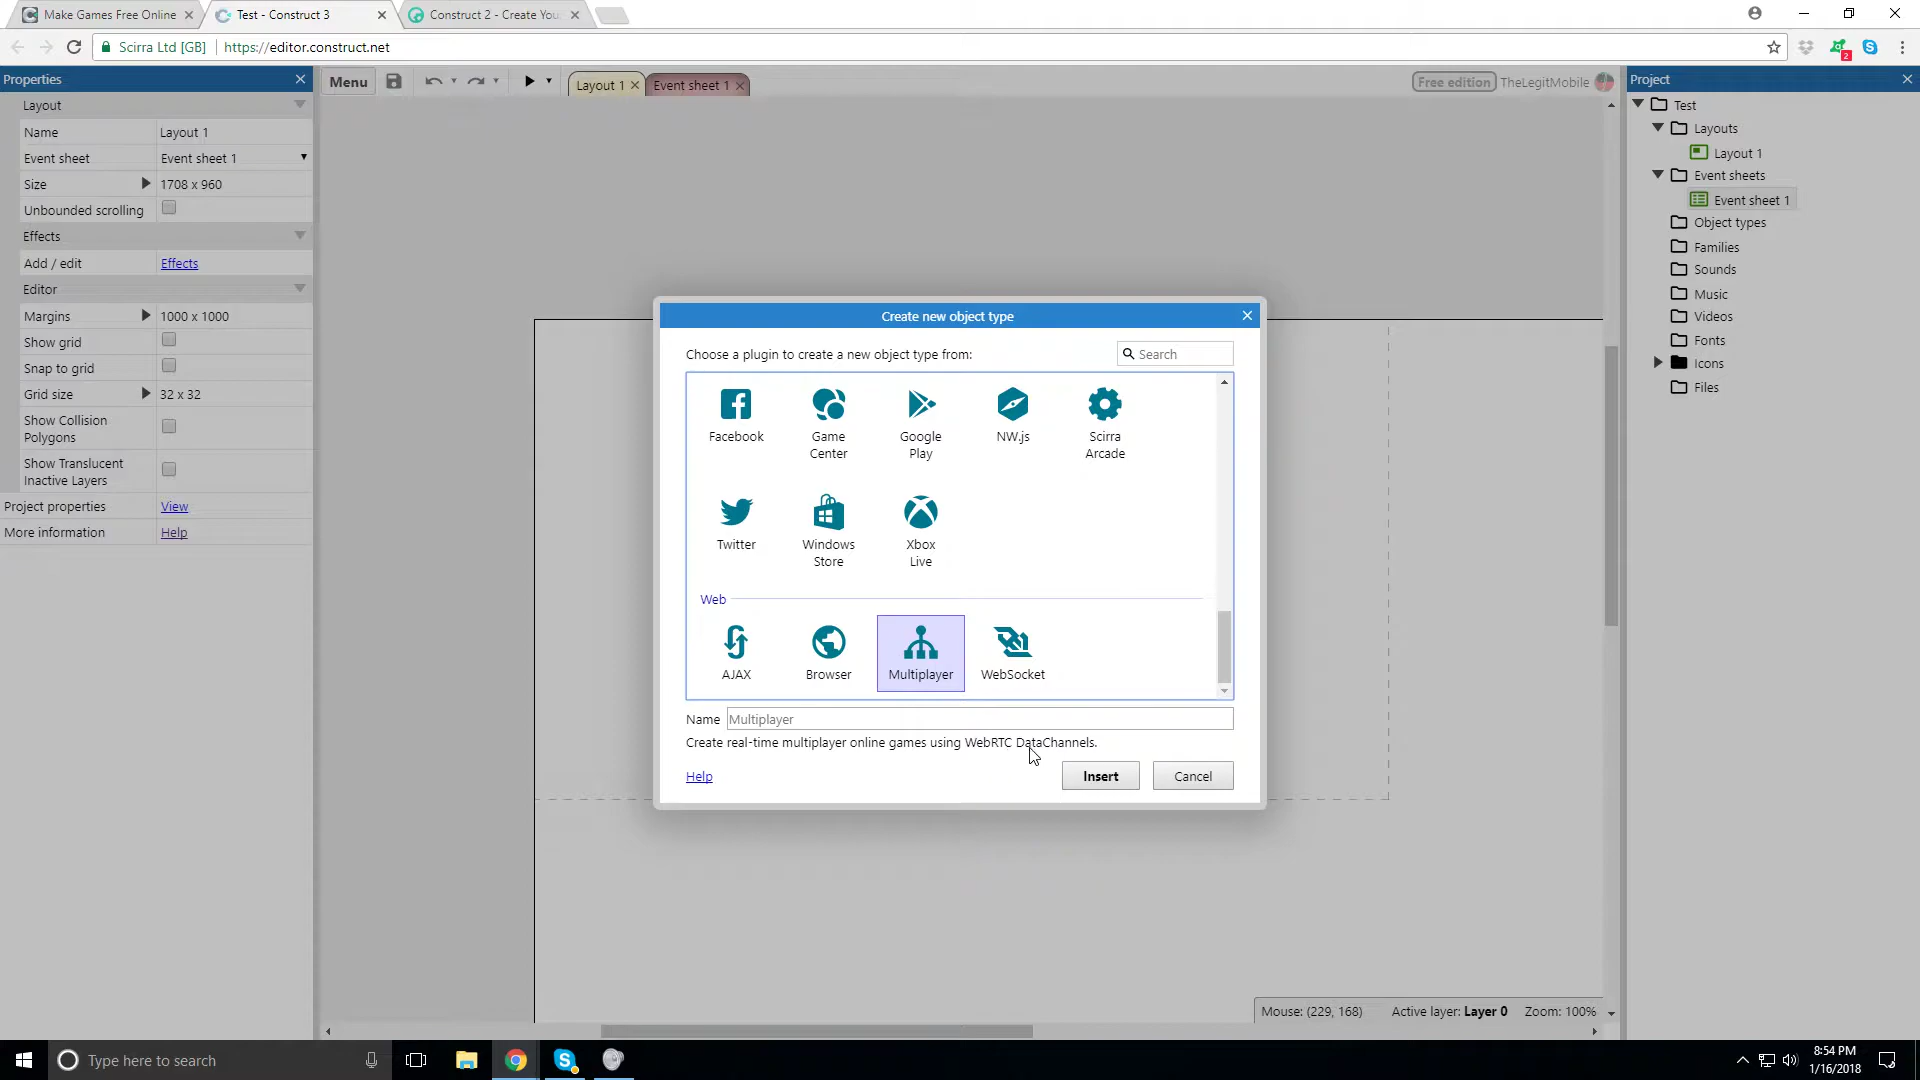 Make Games Free Online
Test - Construct 3
Construct 2 - Create You
Scirra Ltd [GB]
https://editor.construct.net
2
Properties
Menu
Layout 1
Event sheet 1
Free edition
TheLegitMobile
Project
Layout
Name
Layout 1
Event sheet
Event sheet 1
Size
1708 x 960
Unbounded scrolling
Effects
Add / edit
Effects
Editor
Margins
1000 x 1000
Show grid
Snap to grid
Grid size
32 x 32
Show Collision
Polygons
Show Translucent
Inactive Layers
Project properties
View
More information
Help
Create new object type
Choose a plugin to create a new object type from:
Search
Facebook
Game
Center
Google
Play
NW.js
Scirra
Arcade
Twitter
Windows
Store
Xbox
Live
Web
AJAX
Browser
Multiplayer
WebSocket
Name
Multiplayer
Create real-time multiplayer online games using WebRTC DataChannels.
Help
Insert
Cancel
Test
Layouts
Layout 1
Event sheets
Event sheet 1
Object types
Families
Sounds
Music
Videos
Fonts
Icons
Files
Mouse: (229, 168)
Active layer: Layer 0
Zoom: 100%
Type here to search
8:54 PM
1/16/2018